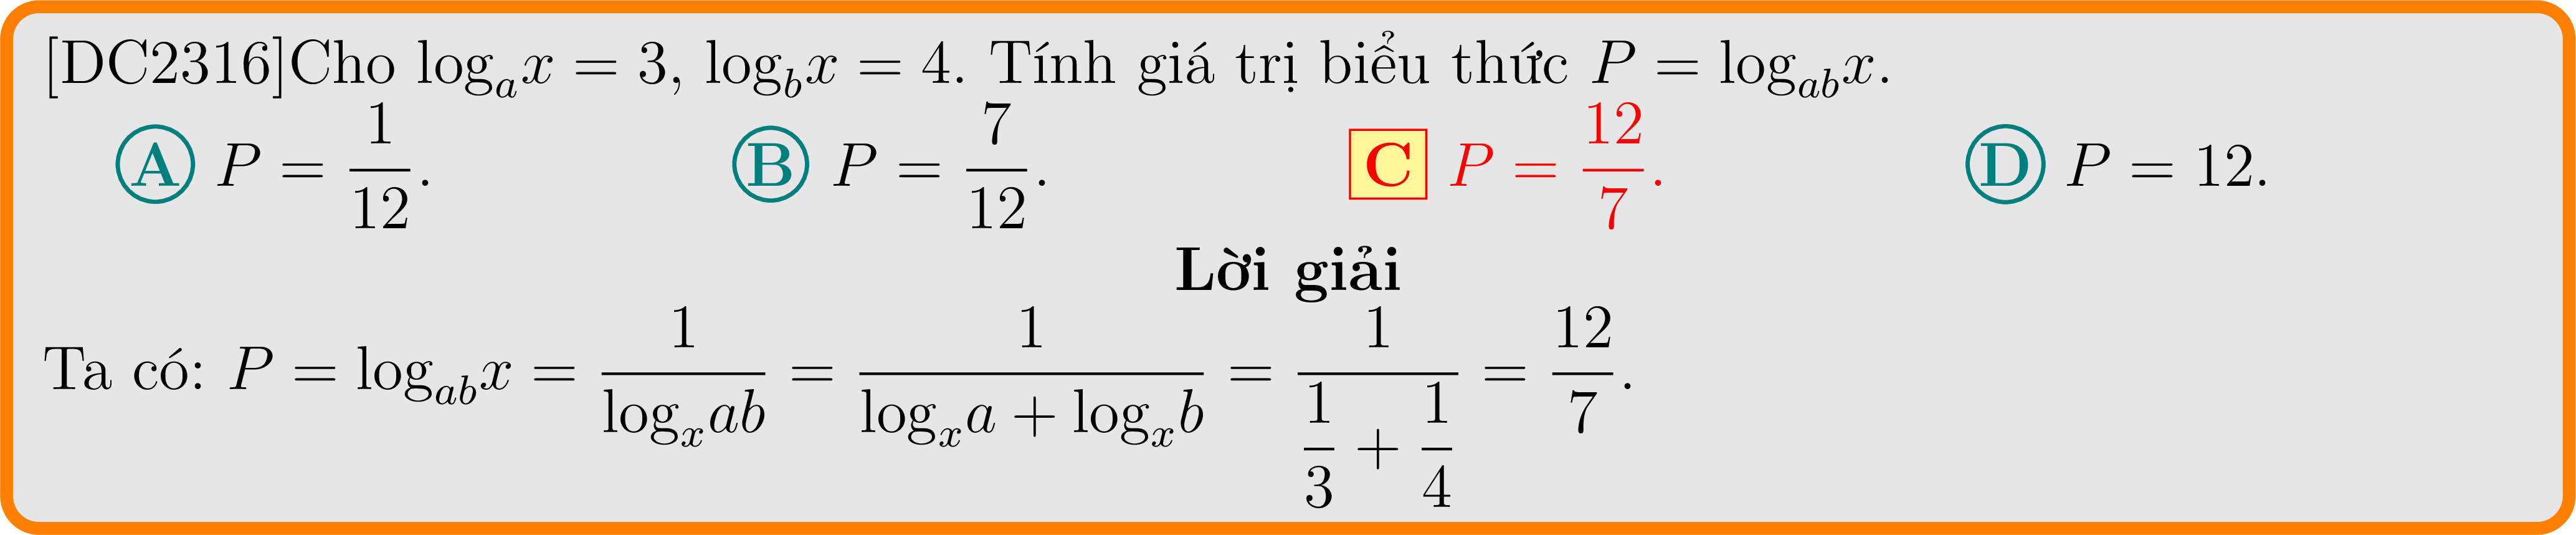 [DC2316]Cho log_a x = 3, log_b x = 4. Tính giá trị biểu thức P = log_{ab} x.
A P = \frac{1}{12}. B P = \frac{7}{12}. C P = \frac{12}{7}. D P = 12.
Lời giải
Ta có: P = log_{ab} x = \frac{1}{log_x ab} = \frac{1}{log_x a + log_x b} = \frac{1}{\frac{1}{3} + \frac{1}{4}} = \frac{12}{7}.